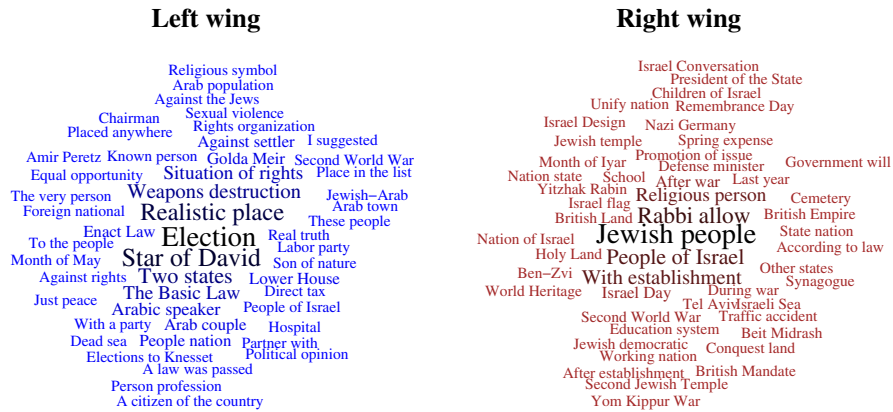 Left wing
Religious symbol
Arab population
Against the Jews
Sexual violence
Chairman
Rights organization
Placed anywhere
Against settler
I suggested
Amir Peretz
Known person
Golda Meir
Second World War
Equal opportunity
Situation of rights
Place in the list
The very person
Weapons destruction
Jewish−Arab
Arab town
Foreign national
Realistic place
These people
Enact Law
Election
Real truth
To the people
Labor party
Month of May
Star of David
Son of nature
Against rights
Two states
Lower House
Just peace
The Basic Law
Direct tax
Arabic speaker
People of Israel
With a party
Arab couple
Hospital
Dead sea
People nation
Partner with
Elections to Knesset
Political opinion
A law was passed
Person profession
A citizen of the country
Right wing
Israel Conversation
President of the State
Children of Israel
Unify nation
Remembrance Day
Israel Design
Nazi Germany
Jewish temple
Spring expense
Month of Iyar
Promotion of issue
Defense minister
Government will
Nation state
School
After war
Last year
Yitzhak Rabin
Religious person
Cemetery
Israel flag
British Land
Rabbi allow
British Empire
Nation of Israel
Jewish people
State nation
Holy Land
People of Israel
According to law
Ben−Zvi
With establishment
Other states
Synagogue
World Heritage
Israel Day
During war
Tel Aviv
Israeli Sea
Second World War
Traffic accident
Education system
Beit Midrash
Jewish democratic
Conquest land
Working nation
After establishment
British Mandate
Second Jewish Temple
Yom Kippur War